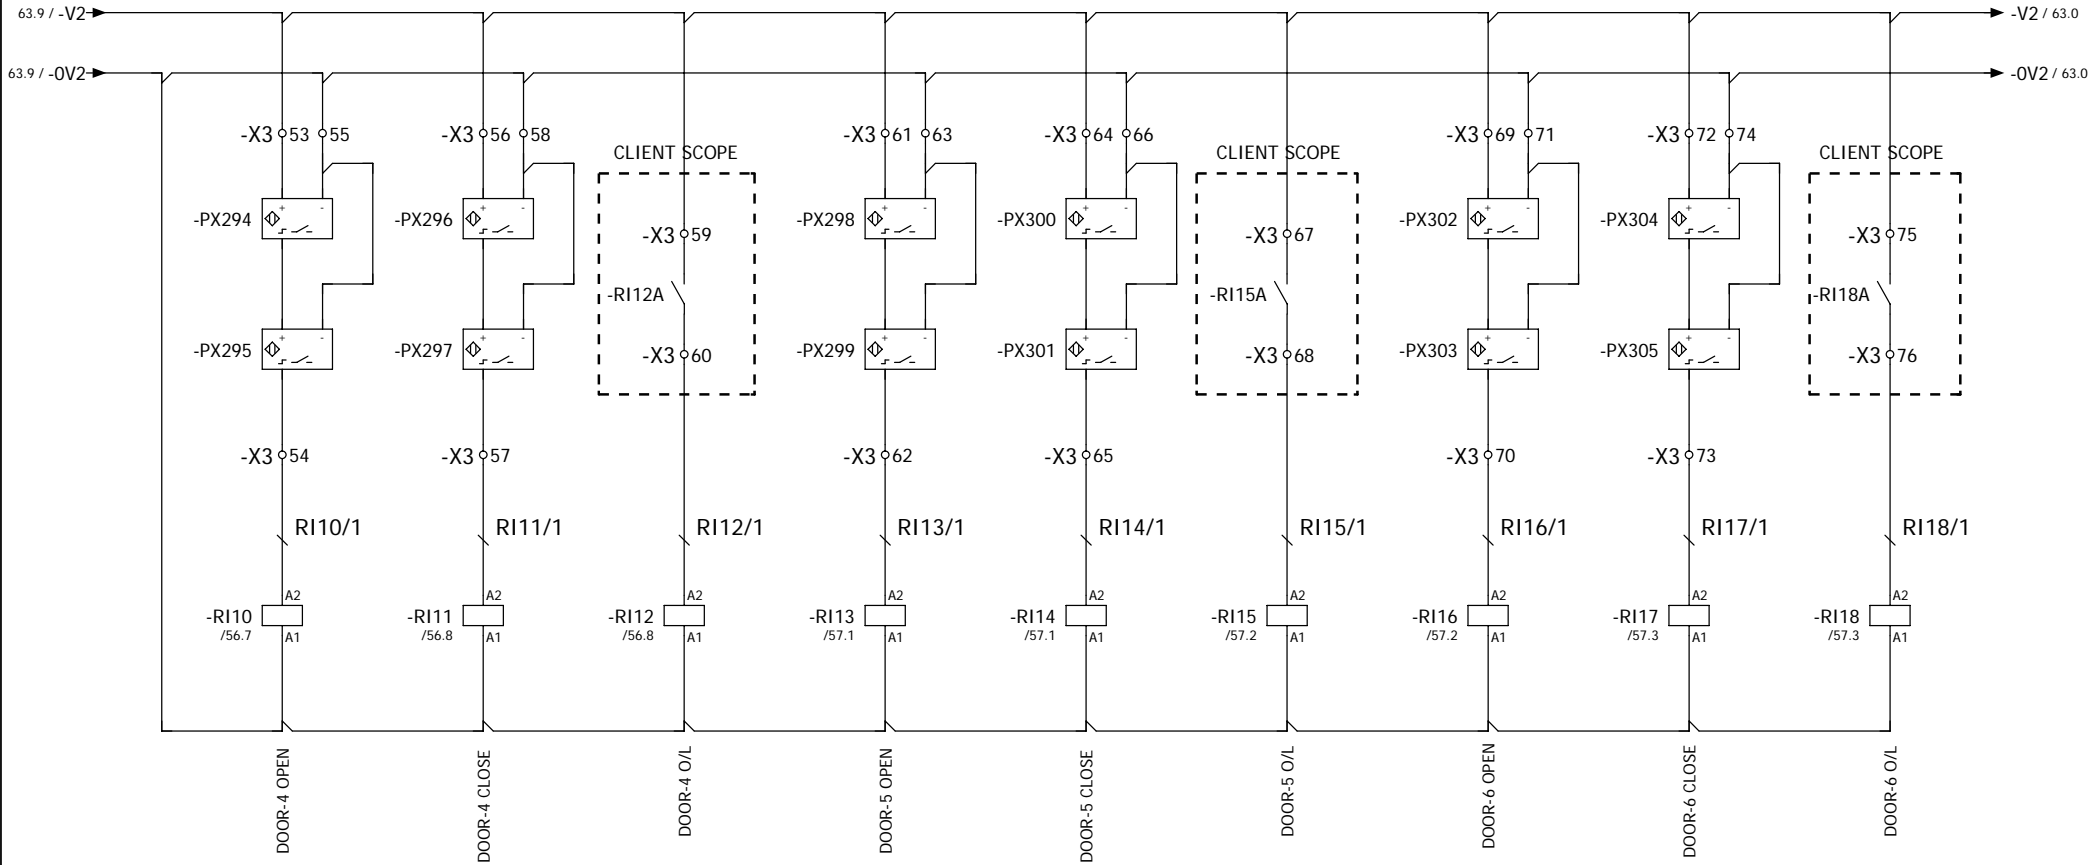 63.9 / -V2
-V2 / 63.0
63.9 / -0V2
-0V2 / 63.0
-X3 53 55
-X3 56 58
-X3 61 63
-X3 64 66
-X3 69 71
-X3 72 74
CLIENT SCOPE
CLIENT SCOPE
CLIENT SCOPE
-PX294 + -
-PX296 + -
-PX298 + -
-PX300 + -
-PX302 + -
-PX304 + -
-X3 59
-X3 67
-X3 75
-RI12A
-RI15A
-RI18A
-PX295 + -
-PX297 + -
-X3 60
-PX299 + -
-PX301 + -
-X3 68
-PX303 + -
-PX305 + -
-X3 76
-X3 54
-X3 57
-X3 62
-X3 65
-X3 70
-X3 73
RI10/1
RI11/1
RI12/1
RI13/1
RI14/1
RI15/1
RI16/1
RI17/1
RI18/1
A2
A2
A2
A2
A2
A2
A2
A2
A2
-RI10
-RI11
-RI12
-RI13
-RI14
-RI15
-RI16
-RI17
-RI18
/56.7 A1
/56.8 A1
/56.8 A1
/57.1 A1
/57.1 A1
/57.2 A1
/57.2 A1
/57.3 A1
/57.3 A1
DOOR-4 OPEN
DOOR-4 CLOSE
DOOR-4 O/L
DOOR-5 OPEN
DOOR-5 CLOSE
DOOR-5 O/L
DOOR-6 OPEN
DOOR-6 CLOSE
DOOR-6 O/L